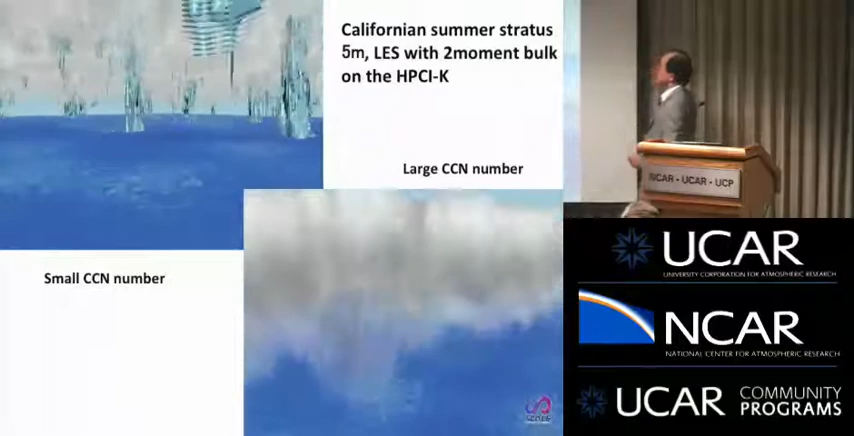 Californian summer stratus
5m, LES with 2moment bulk
on the HPCI-K
Large CCN number
Small CCN number
NCAR - UCAR - UCP
UCAR
UNIVERSITY CORPORATION FOR ATMOSPHERIC RESEARCH
NCAR
NATIONAL CENTER FOR ATMOSPHERIC RESEARCH
UCAR COMMUNITY
PROGRAMS